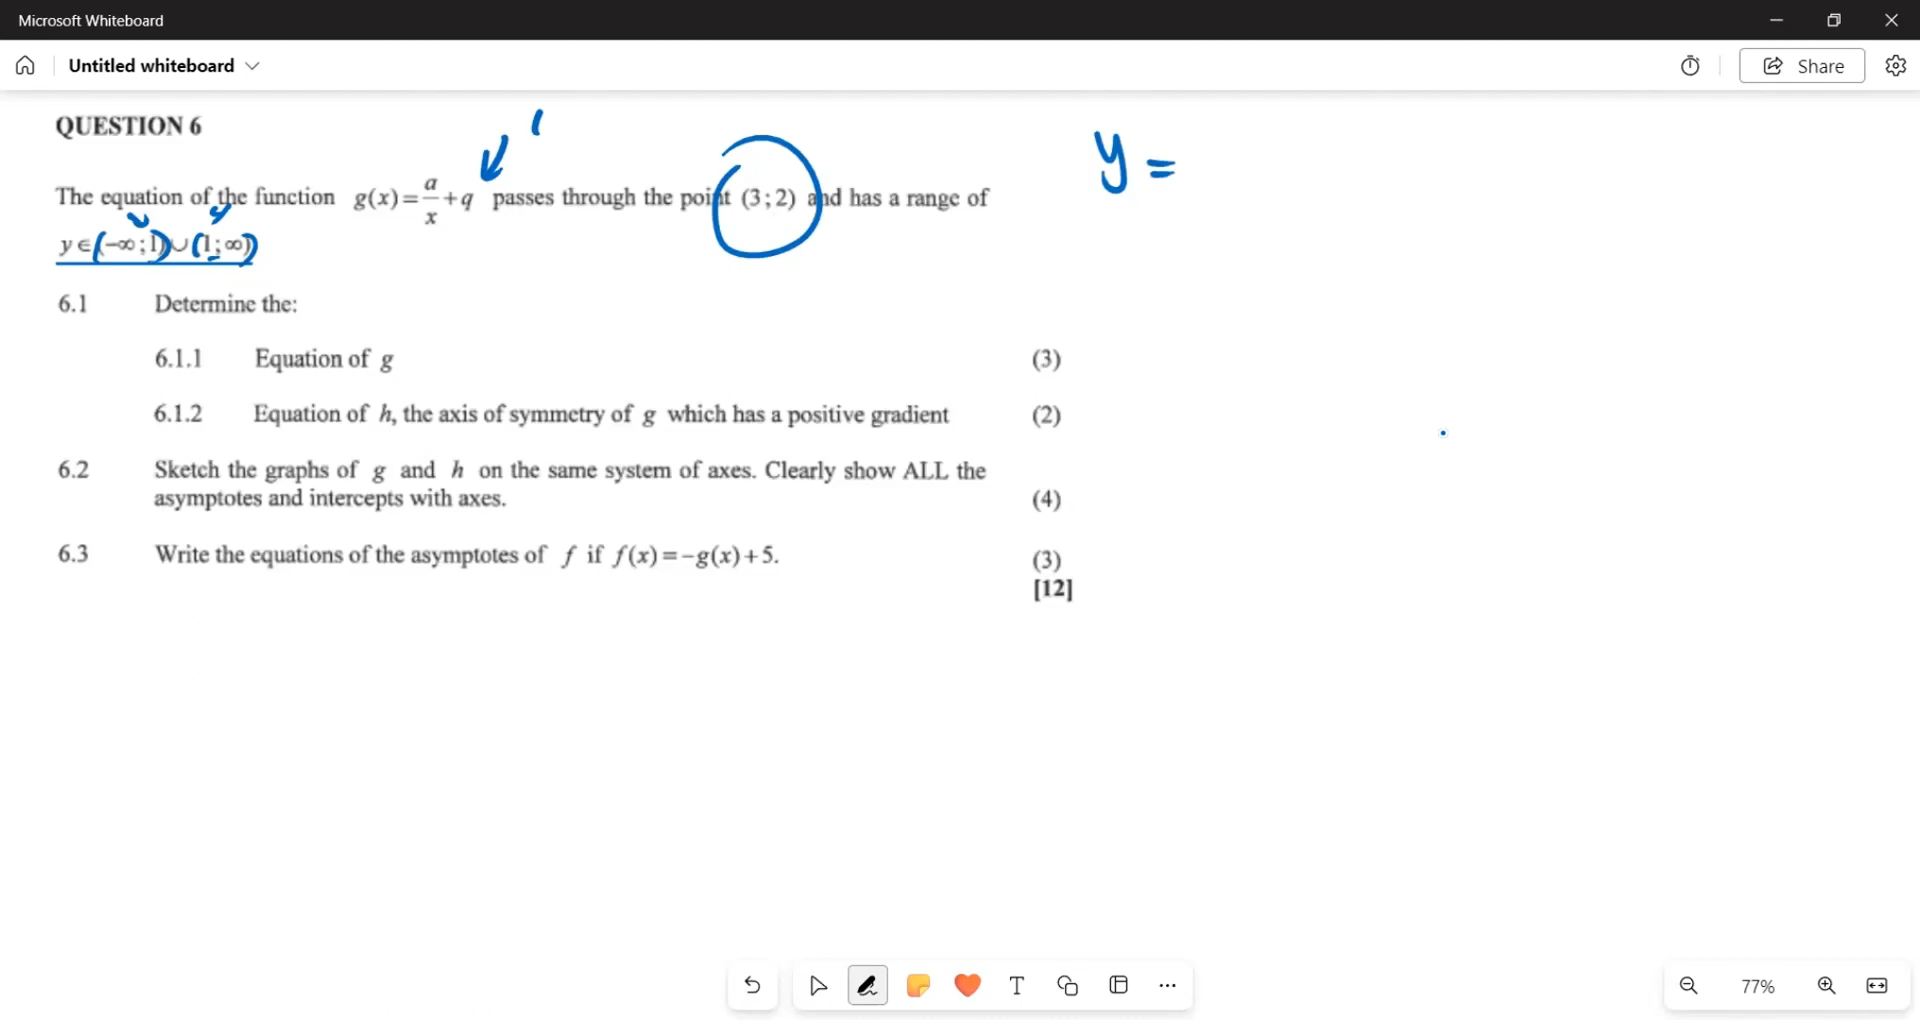 Microsoft Whiteboard
Untitled whiteboard
Share
QUESTION 6
y =
The equation of the function g(x) = a/x + q passes through the point (3 ; 2) and has a range of
y ∈ (−∞ ; 1) ∪ (1 ; ∞)
6.1 Determine the:
6.1.1 Equation of g (3)
6.1.2 Equation of h, the axis of symmetry of g which has a positive gradient (2)
6.2 Sketch the graphs of g and h on the same system of axes. Clearly show ALL the
asymptotes and intercepts with axes. (4)
6.3 Write the equations of the asymptotes of f if f(x) = −g(x) + 5. (3)
[12]
T
77%